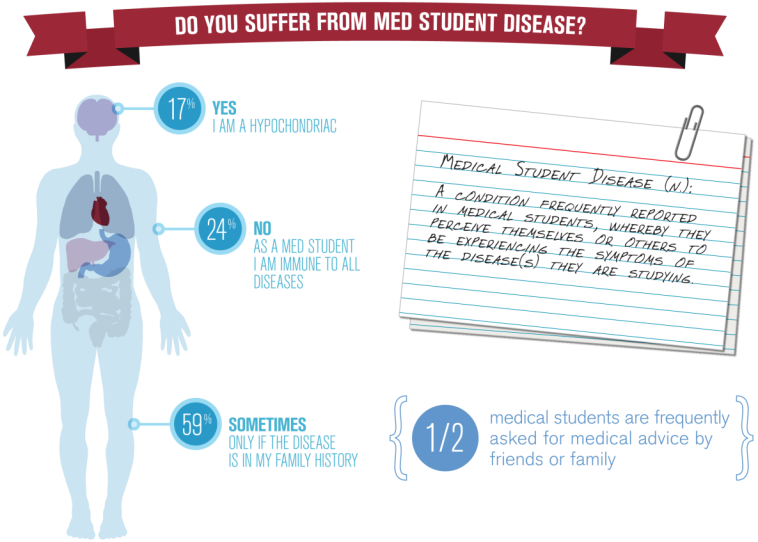 DO YOU SUFFER FROM MED STUDENT DISEASE?
17%
YES
I AM A HYPOCHONDRIAC
24%
NO
AS A MED STUDENT
I AM IMMUNE TO ALL
DISEASES
59%
SOMETIMES
ONLY IF THE DISEASE
IS IN MY FAMILY HISTORY
MEDICAL STUDENT DISEASE (N.):
A CONDITION FREQUENTLY REPORTED
IN MEDICAL STUDENTS, WHEREBY THEY
PERCEIVE THEMSELVES OR OTHERS TO
BE EXPERIENCING THE SYMPTOMS OF
THE DISEASE(S) THEY ARE STUDYING.
1/2
medical students are frequently
asked for medical advice by
friends or family